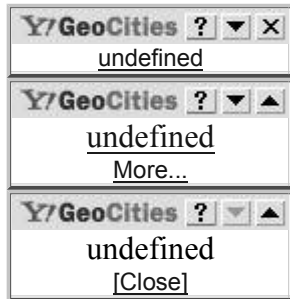 Y! GeoCities ?
undefined
Y! GeoCities ?
undefined
More...
Y! GeoCities ?
undefined
[Close]